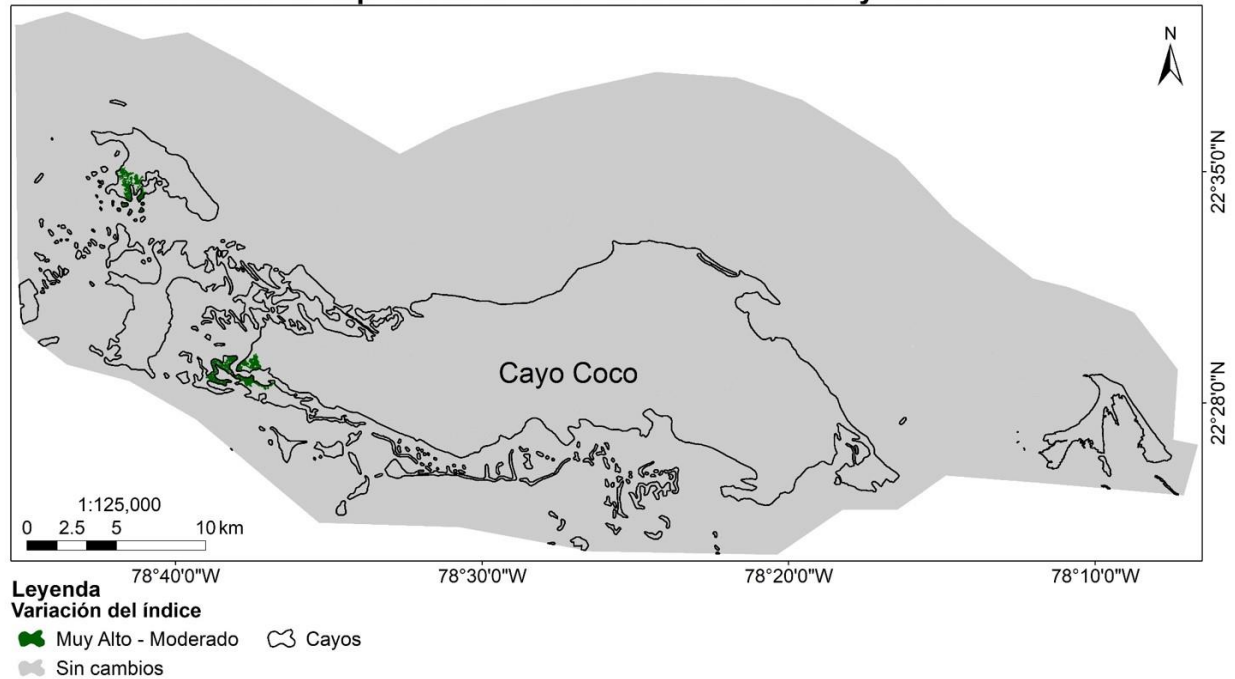 N
22°35'0"N
Cayo Coco
22°28'0"N
1:125,000
0 2.5 5 10 km
78°40'0"W 78°30'0"W 78°20'0"W 78°10'0"W
Leyenda
Variación del índice
Muy Alto - Moderado Cayos
Sin cambios